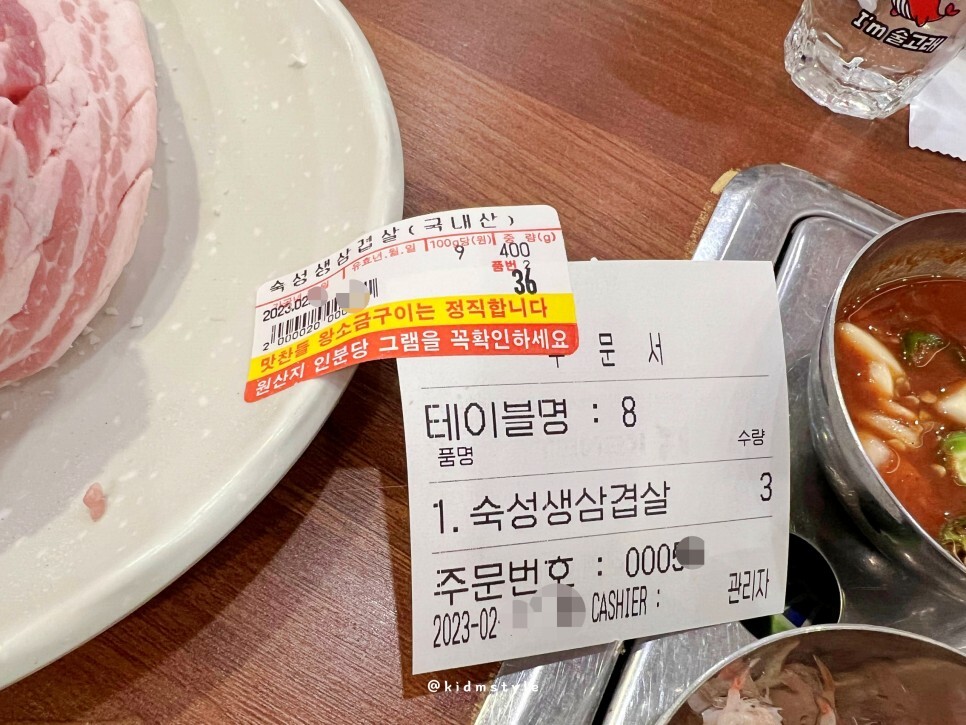 I'm 술고래
숙성생삼겹살(국내산)
유효년.월.일 100g당(원) 중 량(g)
9 400
품번 2
36
2023.02
2 000020 000
맛찬들 왕소금구이는 정직합니다
원산지 인분당 그램을 꼭확인하세요
주 문 서
테이블명 : 8
품명 수량
1. 숙성생삼겹살 3
주문번호 : 0005
2023-02 CASHIER : 관리자
@kidmstyle